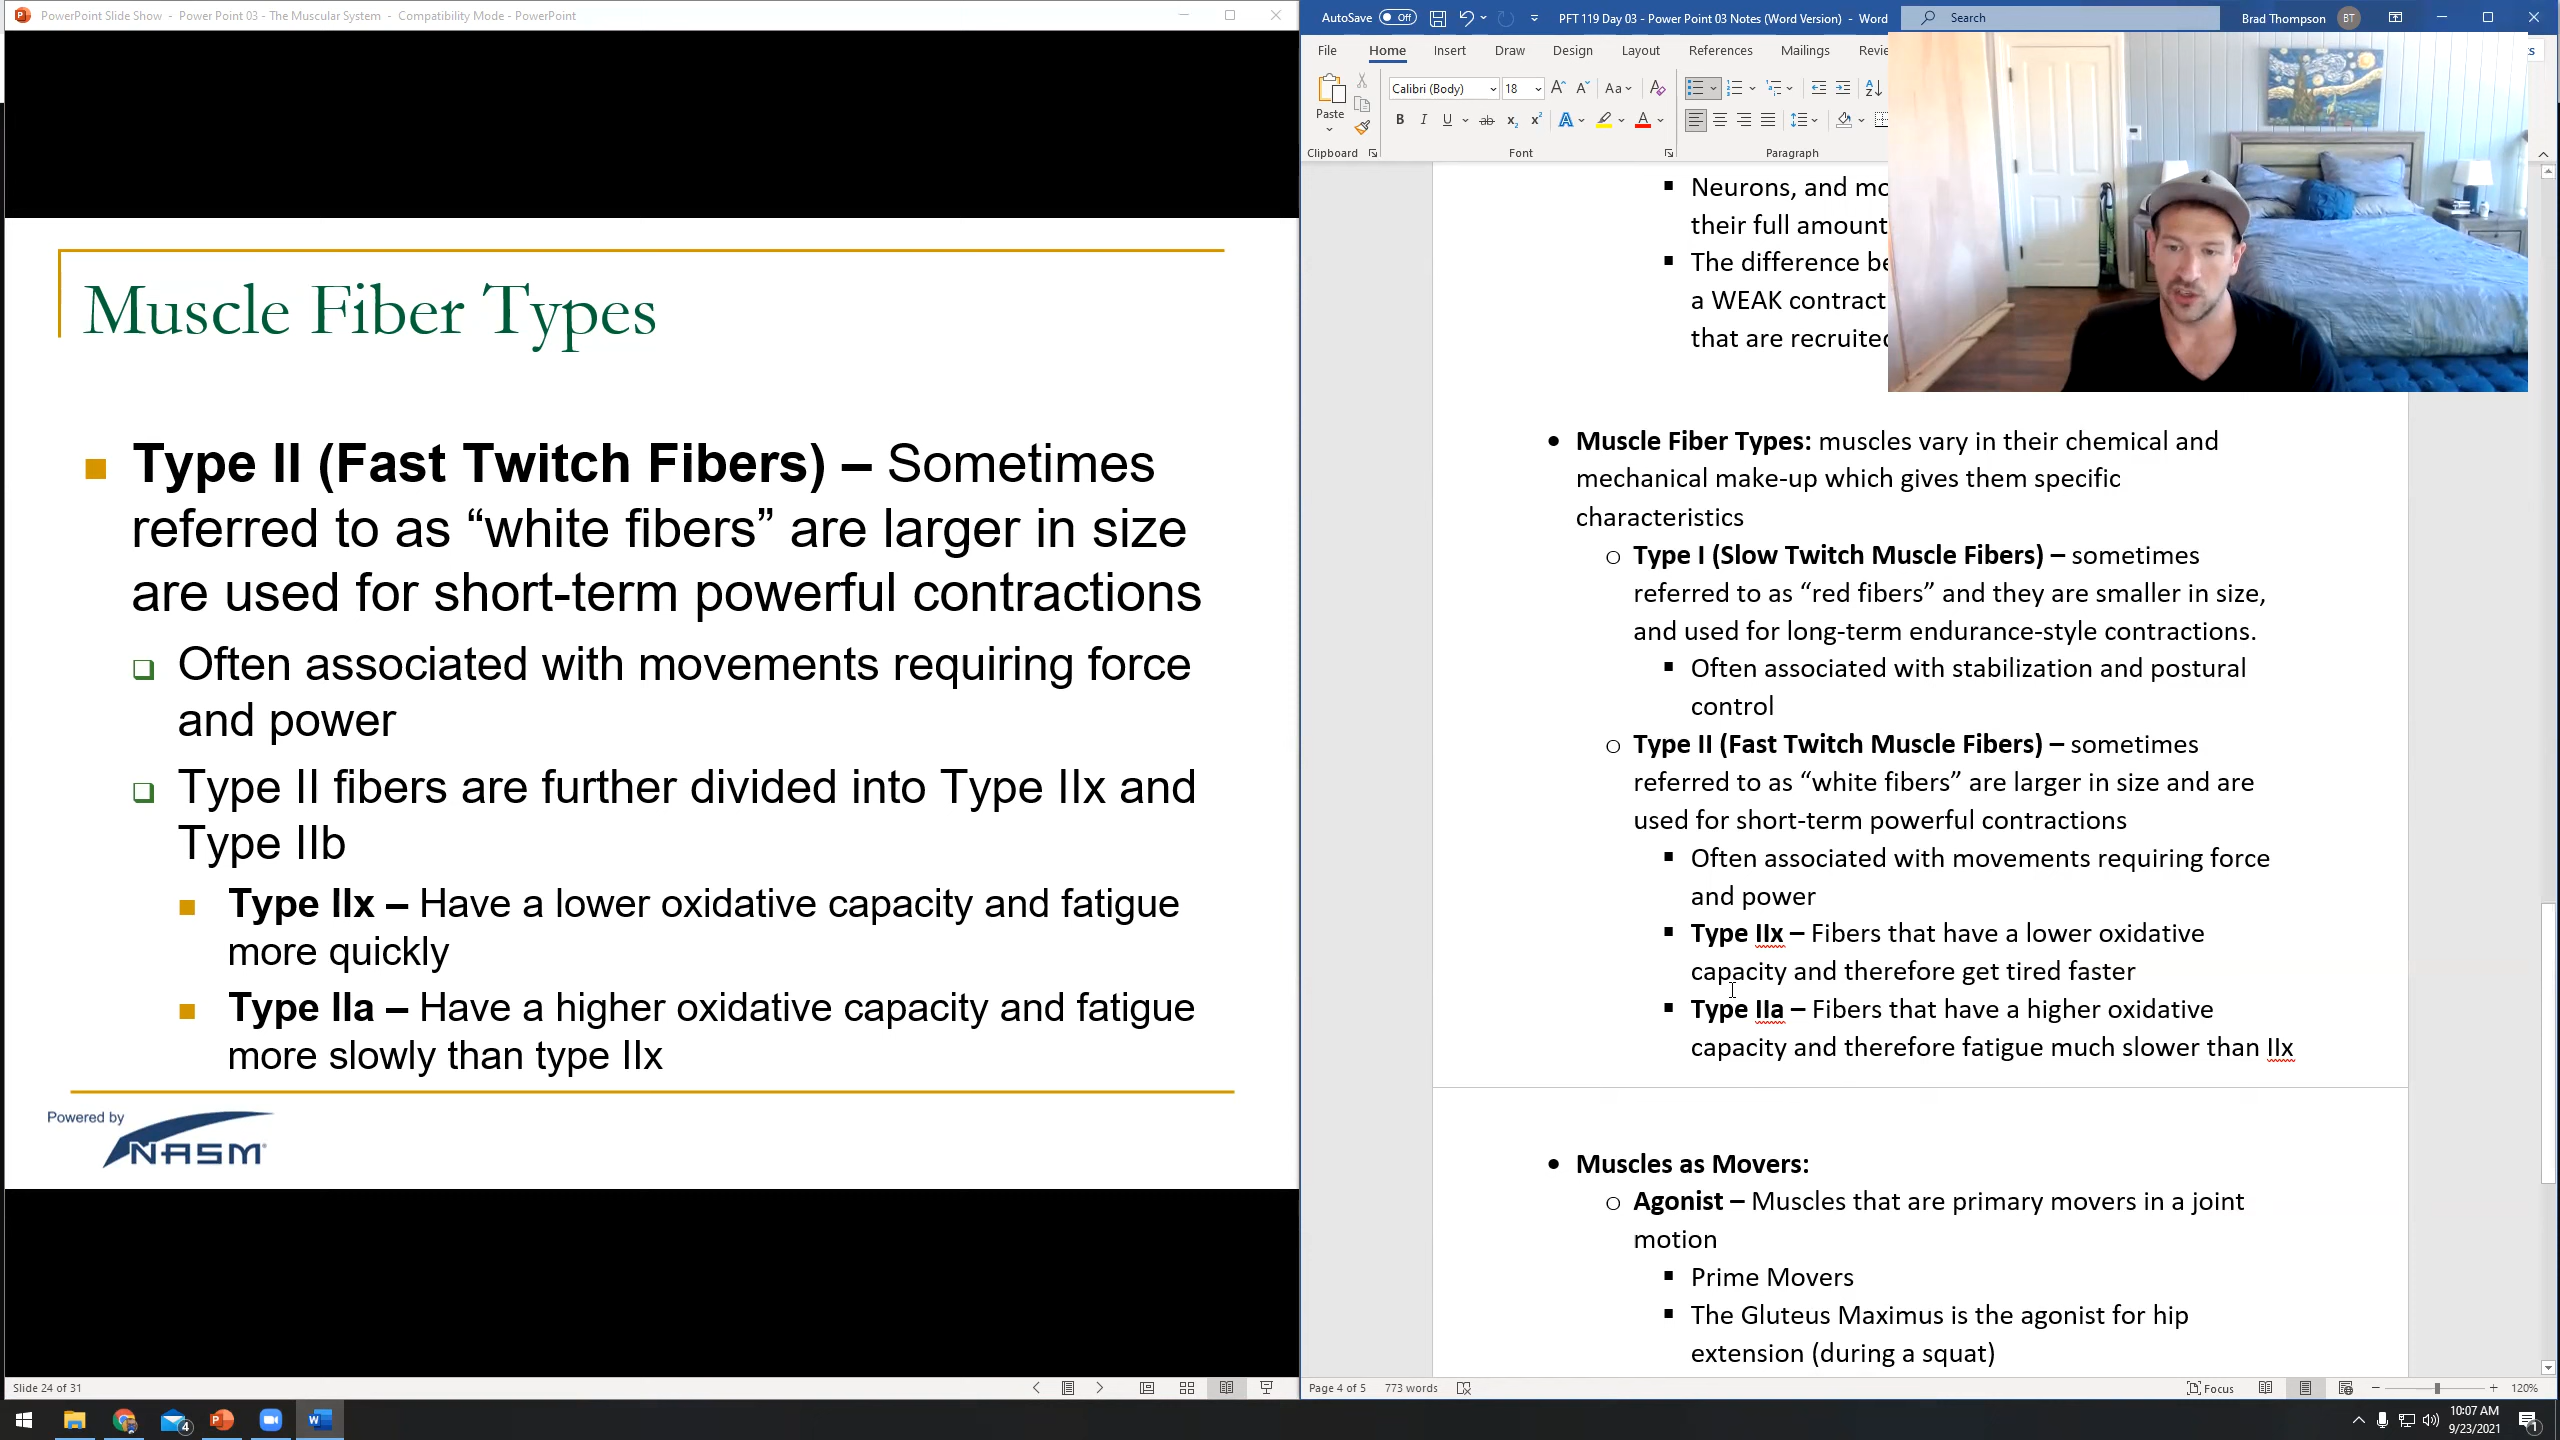 PowerPoint Slide Show - Power Point 03 - The Muscular System - Compatibility Mode - PowerPoint
Muscle Fiber Types
Type II (Fast Twitch Fibers) – Sometimes
referred to as “white fibers” are larger in size
are used for short-term powerful contractions
Often associated with movements requiring force
and power
Type II fibers are further divided into Type IIx and
Type IIb
Type IIx – Have a lower oxidative capacity and fatigue
more quickly
Type IIa – Have a higher oxidative capacity and fatigue
more slowly than type IIx
Powered by
NASM
Slide 24 of 31
AutoSave Off
PFT 119 Day 03 - Power Point 03 Notes (Word Version) - Word
Search
Brad Thompson BT
File Home Insert Draw Design Layout References Mailings Revie
Paste
Calibri (Body) 18
Clipboard Font Paragraph
Neurons, and mo
their full amount
The difference be
a WEAK contract
that are recruited
Muscle Fiber Types: muscles vary in their chemical and
mechanical make-up which gives them specific
characteristics
Type I (Slow Twitch Muscle Fibers) – sometimes
referred to as “red fibers” and they are smaller in size,
and used for long-term endurance-style contractions.
Often associated with stabilization and postural
control
Type II (Fast Twitch Muscle Fibers) – sometimes
referred to as “white fibers” are larger in size and are
used for short-term powerful contractions
Often associated with movements requiring force
and power
Type IIx – Fibers that have a lower oxidative
capacity and therefore get tired faster
Type IIa – Fibers that have a higher oxidative
capacity and therefore fatigue much slower than IIx
Muscles as Movers:
Agonist – Muscles that are primary movers in a joint
motion
Prime Movers
The Gluteus Maximus is the agonist for hip
extension (during a squat)
Page 4 of 5 773 words
Focus
120%
4
10:07 AM
9/23/2021
1